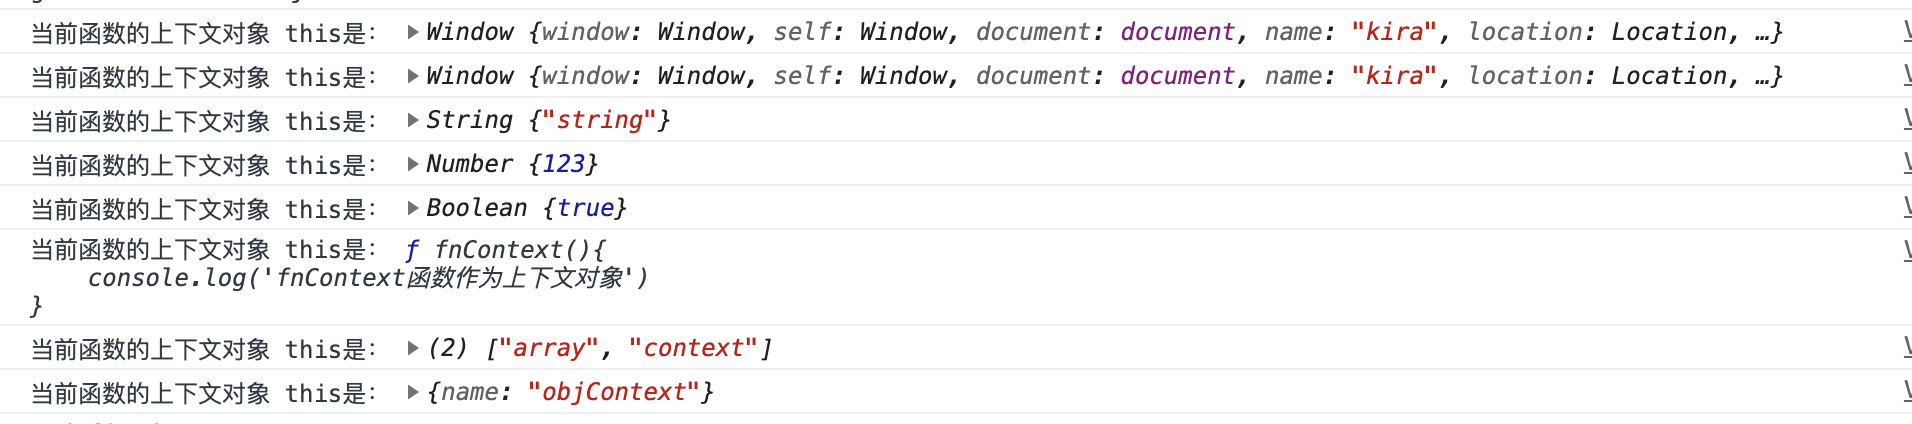 当前函数的上下文对象 this是： ▶Window {window: Window, self: Window, document: document, name: "kira", location: Location, …}
当前函数的上下文对象 this是： ▶Window {window: Window, self: Window, document: document, name: "kira", location: Location, …}
当前函数的上下文对象 this是： ▶String {"string"}
当前函数的上下文对象 this是： ▶Number {123}
当前函数的上下文对象 this是： ▶Boolean {true}
当前函数的上下文对象 this是： ƒ fnContext(){
    console.log('fnContext函数作为上下文对象')
}
当前函数的上下文对象 this是： ▶(2) ["array", "context"]
当前函数的上下文对象 this是： ▶{name: "objContext"}